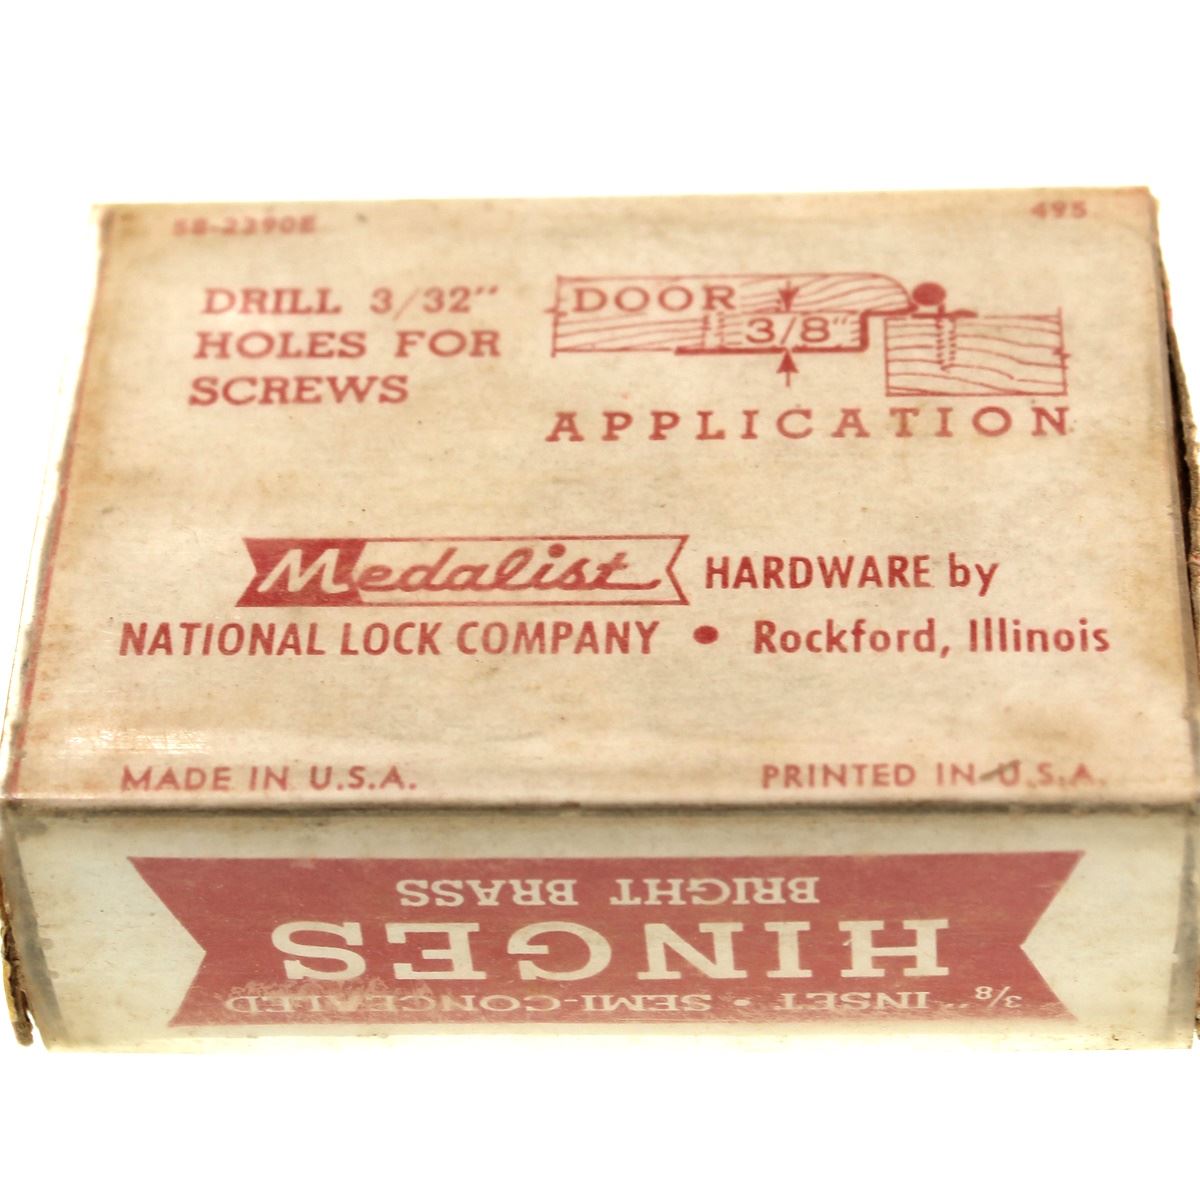 58-2390E
495
DRILL 3/32"
HOLES FOR
SCREWS
DOOR
3/8"
APPLICATION
Medalist HARDWARE by
NATIONAL LOCK COMPANY • Rockford, Illinois
MADE IN U.S.A.
PRINTED IN U.S.A.
3/8" INSET • SEMI-CONCEALED
HINGES
BRIGHT BRASS